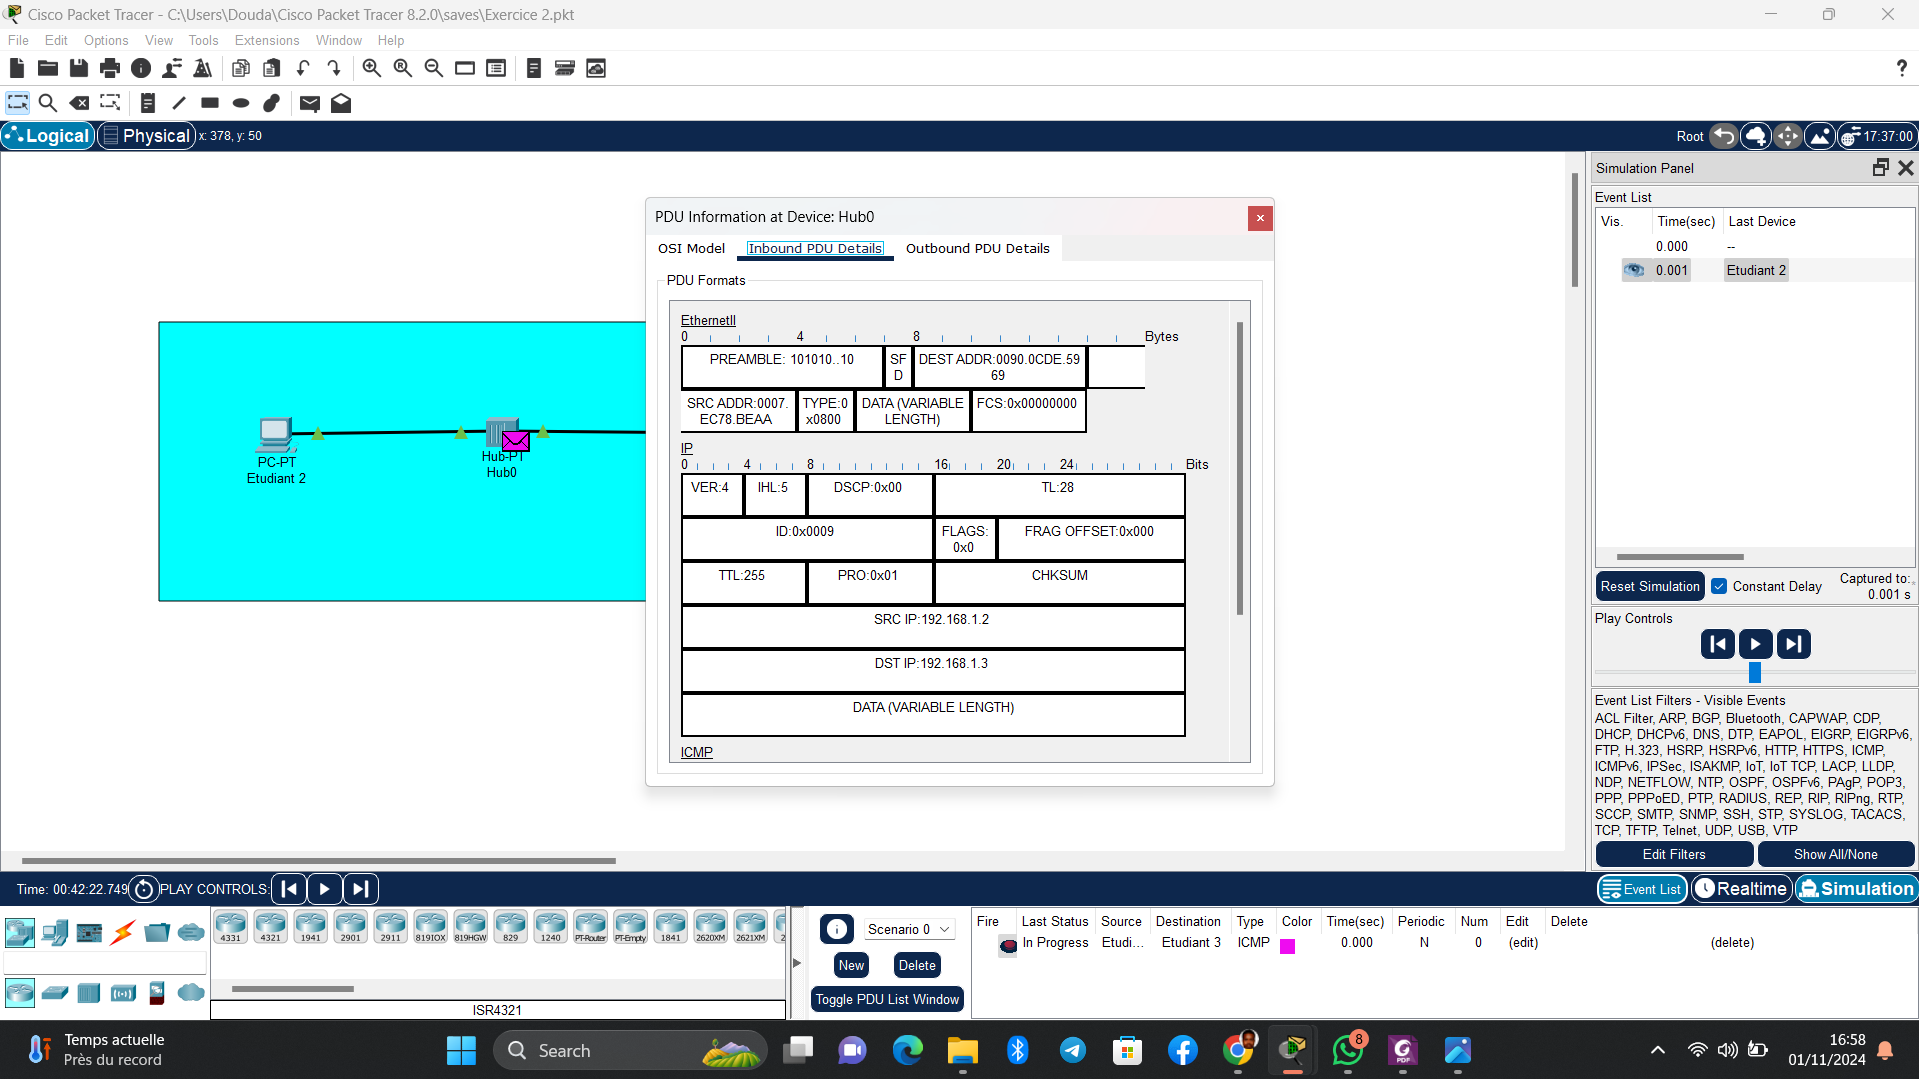 Cisco Packet Tracer - C:\Users\Douda\Cisco Packet Tracer 8.2.0\saves\Exercice 2.pkt
File Edit Options View Tools Extensions Window Help
?
Logical Physical x: 378, y: 50 Root 17:37:00
Simulation Panel
Event List
Vis. Time(sec) Last Device
0.000 --
0.001 Etudiant 2
PC-PT
Etudiant 2
Hub-PT
Hub0
PDU Information at Device: Hub0
OSI Model Inbound PDU Details Outbound PDU Details
PDU Formats
EthernetII
0 4 8 Bytes
PREAMBLE: 101010..10 SF D DEST ADDR:0090.0CDE.59 69
SRC ADDR:0007. EC78.BEAA TYPE:0 x0800 DATA (VARIABLE LENGTH) FCS:0x00000000
IP
0 4 8 16 20 24 Bits
VER:4 IHL:5 DSCP:0x00 TL:28
ID:0x0009 FLAGS: 0x0 FRAG OFFSET:0x000
TTL:255 PRO:0x01 CHKSUM
SRC IP:192.168.1.2
DST IP:192.168.1.3
DATA (VARIABLE LENGTH)
ICMP
Reset Simulation Constant Delay Captured to:
0.001 s
Play Controls
Event List Filters - Visible Events
ACL Filter, ARP, BGP, Bluetooth, CAPWAP, CDP,
DHCP, DHCPv6, DNS, DTP, EAPOL, EIGRP, EIGRPv6,
FTP, H.323, HSRP, HSRPv6, HTTP, HTTPS, ICMP,
ICMPv6, IPSec, ISAKMP, IoT, IoT TCP, LACP, LLDP,
NDP, NETFLOW, NTP, OSPF, OSPFv6, PAgP, POP3,
PPP, PPPoED, PTP, RADIUS, REP, RIP, RIPng, RTP,
SCCP, SMTP, SNMP, SSH, STP, SYSLOG, TACACS,
TCP, TFTP, Telnet, UDP, USB, VTP
Edit Filters Show All/None
Time: 00:42:22.749 PLAY CONTROLS: Event List Realtime Simulation
4331 4321 1941 2901 2911 819IOX 819HGW 829 1240 PT-Router PT-Empty 1841 2620XM 2621XM 2
ISR4321
Scenario 0
New Delete
Toggle PDU List Window
Fire Last Status Source Destination Type Color Time(sec) Periodic Num Edit Delete
In Progress Etudi... Etudiant 3 ICMP 0.000 N 0 (edit) (delete)
Temps actuelle
Près du record
Search
8
PDF
16:58
01/11/2024